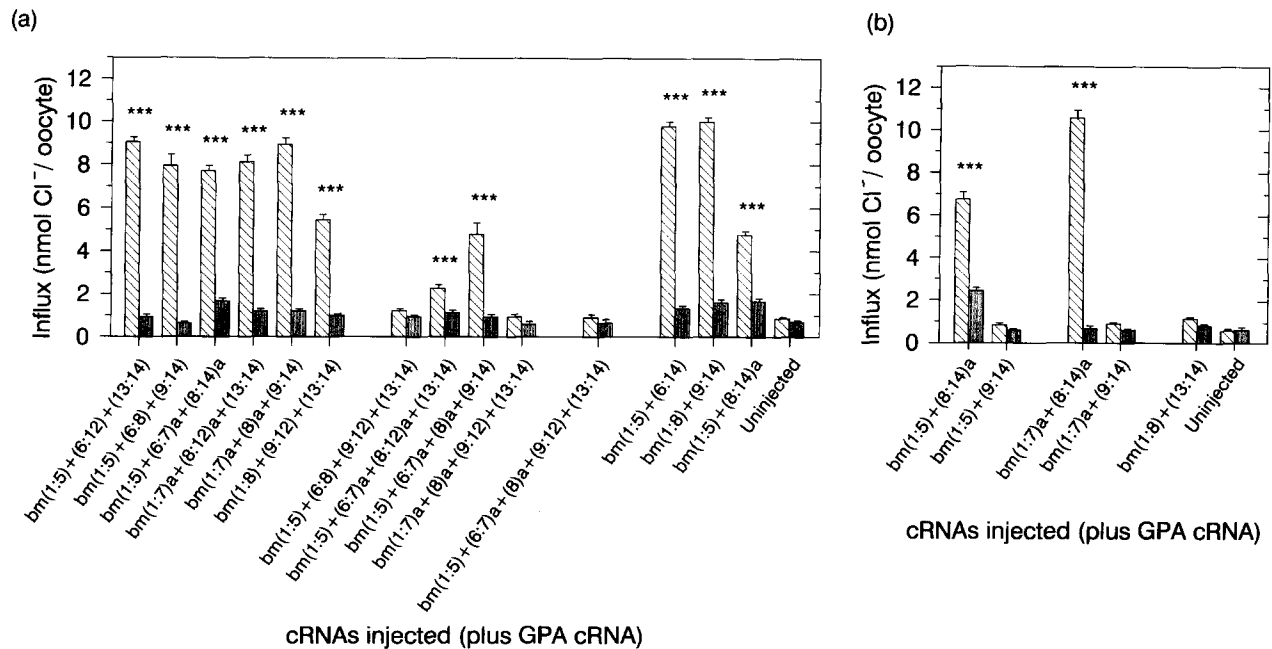 (a)
Influx (nmol Cl⁻/ oocyte)
12
10
8
6
4
2
0
***
***
***
***
***
***
***
***
***
***
***
bm(1:5) + (6:12) + (13:14)
bm(1:5) + (6:8) + (9:14)
bm(1:5) + (6:7)a + (8:14)a
bm(1:7)a + (8:12)a + (13:14)
bm(1:7)a + (8)a + (9:14)
bm(1:8) + (9:12) + (13:14)
bm(1:5) + (6:8) + (9:12) + (13:14)
bm(1:5) + (6:7)a + (8:12)a + (13:14)
bm(1:5) + (6:7)a + (8)a + (9:14)
bm(1:7)a + (8)a + (9:12) + (13:14)
bm(1:5) + (6:7)a + (8)a + (9:12) + (13:14)
bm(1:5) + (6:14)
bm(1:8) + (9:14)
bm(1:5) + (8:14)a
Uninjected
cRNAs injected (plus GPA cRNA)
(b)
Influx (nmol Cl⁻/ oocyte)
12
10
8
6
4
2
0
***
***
bm(1:5) + (8:14)a
bm(1:5) + (9:14)
bm(1:7)a + (8:14)a
bm(1:7)a + (9:14)
bm(1:8) + (13:14)
Uninjected
cRNAs injected (plus GPA cRNA)